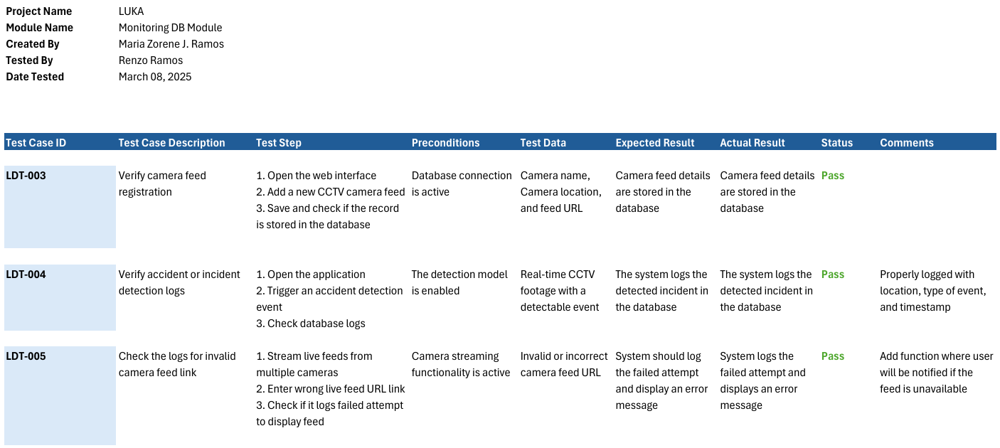 Project Name LUKA
Module Name Monitoring DB Module
Created By Maria Zorene J. Ramos
Tested By Renzo Ramos
Date Tested March 08, 2025
Test Case ID Test Case Description Test Step Preconditions Test Data Expected Result Actual Result Status Comments
LDT-003
Verify camera feed
registration
1. Open the web interface
2. Add a new CCTV camera feed
3. Save and check if the record
is stored in the database
Database connection
is active
Camera name,
Camera location,
and feed URL
Camera feed details
are stored in the
database
Camera feed details
are stored in the
database
Pass
LDT-004
Verify accident or incident
detection logs
1. Open the application
2. Trigger an accident detection
event
3. Check database logs
The detection model
is enabled
Real-time CCTV
footage with a
detectable event
The system logs the
detected incident in
the database
The system logs the
detected incident in
the database
Pass
Properly logged with
location, type of event,
and timestamp
LDT-005
Check the logs for invalid
camera feed link
1. Stream live feeds from
multiple cameras
2. Enter wrong live feed URL link
3. Check if it logs failed attempt
to display feed
Camera streaming
functionality is active
Invalid or incorrect
camera feed URL
System should log
the failed attempt
and display an error
message
System logs the
failed attempt and
displays an error
message
Pass
Add function where user
will be notified if the
feed is unavailable